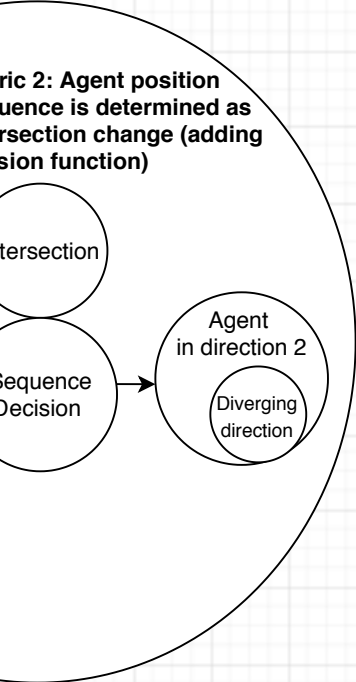 ric 2: Agent position
uence is determined as
rsection change (adding
sion function)
tersection
Agent
in direction 2
Sequence
Decision
Diverging
direction